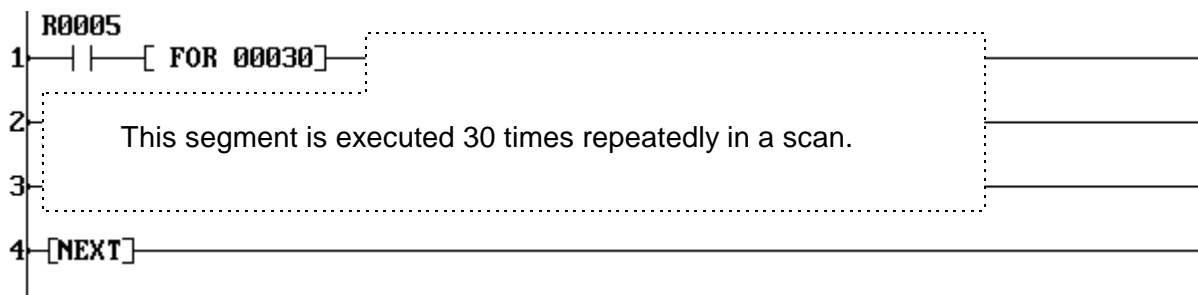 R0005
1 [ FOR 00030]
2
This segment is executed 30 times repeatedly in a scan.
3
4 [NEXT]